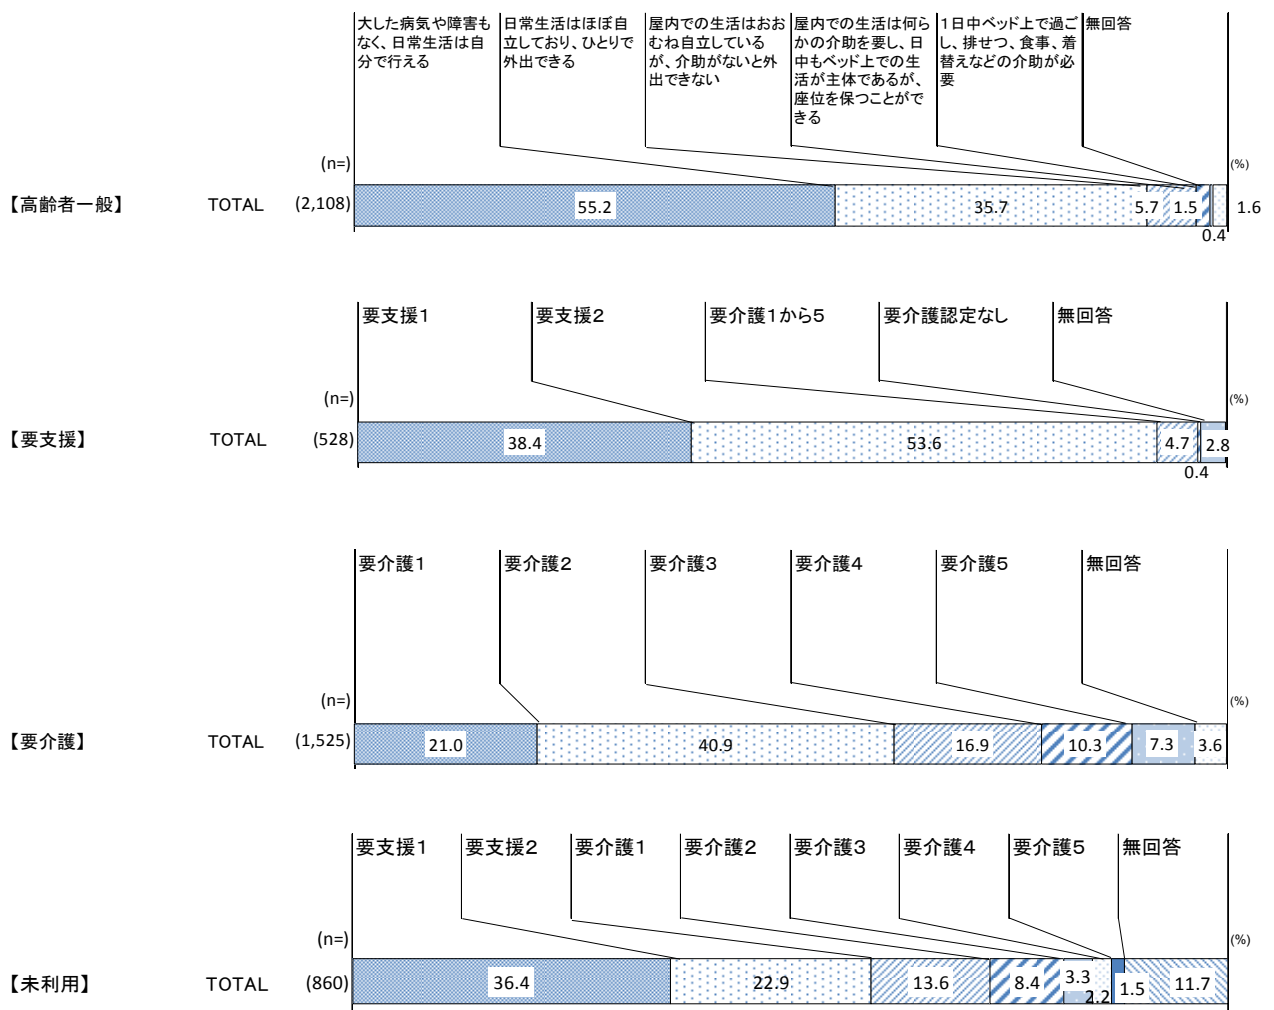 大した病気や障害も
なく、日常生活は自
分で行える
日常生活はほぼ自
立しており、ひとりで
外出できる
屋内での生活はおお
むね自立している
が、介助がないと外
出できない
屋内での生活は何ら
かの介助を要し、日
中もベッド上での生
活が主体であるが、
座位を保つことがで
きる
１日中ベッド上で過ご
し、排せつ、食事、着
替えなどの介助が必
要
無回答
(n=)
(%)
【高齢者一般】 TOTAL (2,108) 55.2 35.7 5.7 1.5 1.6
0.4
要支援１ 要支援２ 要介護１から５ 要介護認定なし 無回答
(n=)
(%)
【要支援】 TOTAL (528) 38.4 53.6 4.7 2.8
0.4
要介護１ 要介護２ 要介護３ 要介護４ 要介護５ 無回答
(n=)
(%)
【要介護】 TOTAL (1,525) 21.0 40.9 16.9 10.3 7.3 3.6
要支援１ 要支援２ 要介護１ 要介護２ 要介護３ 要介護４ 要介護５ 無回答
(n=)
(%)
【未利用】 TOTAL (860) 36.4 22.9 13.6 8.4 3.3 2.2 1.5 11.7